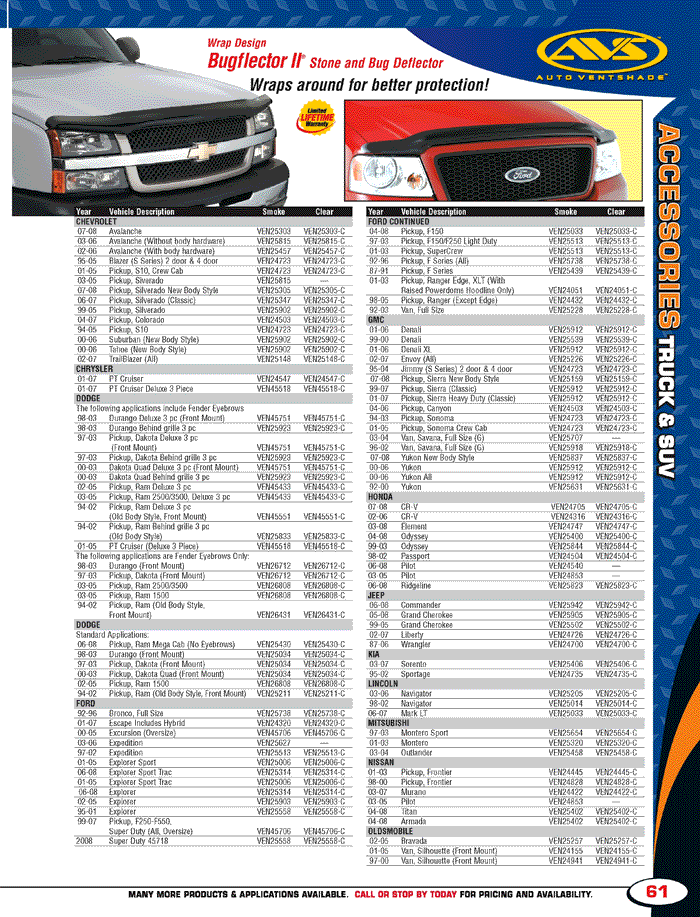 Wrap Design
Bugflector II® Stone and Bug Deflector
Wraps around for better protection!
Limited
LIFETIME
Warranty
AVS
AUTO VENTSHADE™
Ford
ACCESSORIES TRUCK & SUV
Year Vehicle Description Smoke Clear
CHEVROLET
07-08 Avalanche VEN25303 VEN25303-C
03-06 Avalanche (Without body hardware) VEN25815 VEN25815-C
02-06 Avalanche (With body hardware) VEN25457 VEN25457-C
95-05 Blazer (S Series) 2 door & 4 door VEN24723 VEN24723-C
01-05 Pickup, S10, Crew Cab VEN24723 VEN24723-C
03-05 Pickup, Silverado VEN25815 —
07-08 Pickup, Silverado New Body Style VEN25305 VEN25305-C
06-07 Pickup, Silverado (Classic) VEN25347 VEN25347-C
99-05 Pickup, Silverado VEN25902 VEN25902-C
04-07 Pickup, Colorado VEN24503 VEN24503-C
94-05 Pickup, S10 VEN24723 VEN24723-C
00-06 Suburban (New Body Style) VEN25902 VEN25902-C
00-06 Tahoe (New Body Style) VEN25902 VEN25902-C
02-07 TrailBlazer (All) VEN25148 VEN25148-C
CHRYSLER
01-07 PT Cruiser VEN24547 VEN24547-C
01-07 PT Cruiser Deluxe 3 Piece VEN45518 VEN45518-C
DODGE
The following applications include Fender Eyebrows
98-03 Durango Deluxe 3 pc (Front Mount) VEN45751 VEN45751-C
98-03 Durango Behind grille 3 pc VEN25923 VEN25923-C
97-03 Pickup, Dakota Deluxe 3 pc
(Front Mount) VEN45751 VEN45751-C
97-03 Pickup, Dakota Behind grille 3 pc VEN25923 VEN25923-C
00-03 Dakota Quad Deluxe 3 pc (Front Mount) VEN45751 VEN45751-C
00-03 Dakota Quad Behind grille 3 pc VEN25923 VEN25923-C
02-05 Pickup, Ram Deluxe 3 pc VEN45433 VEN45433-C
03-05 Pickup, Ram 2500/3500, Deluxe 3 pc VEN45433 VEN45433-C
94-02 Pickup, Ram Deluxe 3 pc
(Old Body Style, Front Mount) VEN45551 VEN45551-C
94-02 Pickup, Ram Behind grille 3 pc
(Old Body Style) VEN25833 VEN25833-C
01-05 PT Cruiser (Deluxe 3 Piece) VEN45518 VEN45518-C
The following applications are Fender Eyebrows Only:
98-03 Durango (Front Mount) VEN26712 VEN26712-C
97-03 Pickup, Dakota (Front Mount) VEN26712 VEN26712-C
03-05 Pickup, Ram 2500/3500 VEN26808 VEN26808-C
03-05 Pickup, Ram 1500 VEN26808 VEN26808-C
94-02 Pickup, Ram (Old Body Style,
Front Mount) VEN26431 VEN26431-C
DODGE
Standard Applications:
06-08 Pickup, Ram Mega Cab (No Eyebrows) VEN25430 VEN25430-C
98-03 Durango (Front Mount) VEN25034 VEN25034-C
97-03 Pickup, Dakota (Front Mount) VEN25034 VEN25034-C
00-03 Pickup, Dakota Quad (Front Mount) VEN25034 VEN25034-C
02-05 Pickup, Ram 1500 VEN26808 VEN26808-C
94-02 Pickup, Ram (Old Body Style, Front Mount) VEN25211 VEN25211-C
FORD
92-96 Bronco, Full Size VEN25738 VEN25738-C
01-07 Escape Includes Hybrid VEN24320 VEN24320-C
00-05 Excursion (Oversize) VEN45706 VEN45706-C
03-06 Expedition VEN25627 —
97-02 Expedition VEN25513 VEN25513-C
01-05 Explorer Sport VEN25006 VEN25006-C
06-08 Explorer Sport Trac VEN25314 VEN25314-C
01-05 Explorer Sport Trac VEN25006 VEN25006-C
06-08 Explorer VEN25314 VEN25314-C
02-05 Explorer VEN25903 VEN25903-C
95-01 Explorer VEN25558 VEN25558-C
99-07 Pickup, F250-F550,
Super Duty (All, Oversize) VEN45706 VEN45706-C
2008 Super Duty 45718 VEN25558 VEN25558-C
Year Vehicle Description Smoke Clear
FORD CONTINUED
04-08 Pickup, F150 VEN25033 VEN25033-C
97-03 Pickup, F150/F250 Light Duty VEN25513 VEN25513-C
01-03 Pickup, SuperCrew VEN25513 VEN25513-C
92-96 Pickup, F Series (All) VEN25738 VEN25738-C
87-91 Pickup, F Series VEN25439 VEN25439-C
01-03 Pickup, Ranger Edge, XLT (With
Raised Powerdome Hoodline Only) VEN24051 VEN24051-C
98-05 Pickup, Ranger (Except Edge) VEN24432 VEN24432-C
92-03 Van, Full Size VEN25228 VEN25228-C
GMC
01-06 Denali VEN25912 VEN25912-C
99-00 Denali VEN25539 VEN25539-C
01-06 Denali XL VEN25912 VEN25912-C
02-07 Envoy (All) VEN25226 VEN25226-C
95-04 Jimmy (S Series) 2 door & 4 door VEN24723 VEN24723-C
07-08 Pickup, Sierra New Body Style VEN25159 VEN25159-C
99-07 Pickup, Sierra (Classic) VEN25912 VEN25912-C
01-07 Pickup, Sierra Heavy Duty (Classic) VEN25912 VEN25912-C
04-06 Pickup, Canyon VEN24503 VEN24503-C
94-03 Pickup, Sonoma VEN24723 VEN24723-C
01-05 Pickup, Sonoma Crew Cab VEN24723 VEN24723-C
03-04 Van, Savana, Full Size (G) VEN25707 —
96-02 Van, Savana, Full Size (G) VEN25918 VEN25918-C
07-08 Yukon New Body Style VEN25837 VEN25837-C
00-06 Yukon VEN25912 VEN25912-C
00-06 Yukon All VEN25912 VEN25912-C
92-00 Yukon VEN25631 VEN25631-C
HONDA
07-08 CR-V VEN24705 VEN24705-C
02-06 CR-V VEN24316 VEN24316-C
03-08 Element VEN24747 VEN24747-C
04-08 Odyssey VEN25400 VEN25400-C
99-03 Odyssey VEN25844 VEN25844-C
98-02 Passport VEN24504 VEN24504-C
06-08 Pilot VEN24540 —
03-05 Pilot VEN24853 —
06-08 Ridgeline VEN25823 VEN25823-C
JEEP
06-08 Commander VEN25942 VEN25942-C
05-08 Grand Cherokee VEN25905 VEN25905-C
99-05 Grand Cherokee VEN25502 VEN25502-C
02-07 Liberty VEN24726 VEN24726-C
87-06 Wrangler VEN24700 VEN24700-C
KIA
03-07 Sorento VEN25406 VEN25406-C
95-02 Sportage VEN24735 VEN24735-C
LINCOLN
03-06 Navigator VEN25205 VEN25205-C
98-02 Navigator VEN25014 VEN25014-C
06-07 Mark LT VEN25033 VEN25033-C
MITSUBISHI
97-03 Montero Sport VEN25654 VEN25654-C
01-03 Montero VEN25320 VEN25320-C
03-04 Outlander VEN25458 VEN25458-C
NISSAN
01-03 Pickup, Frontier VEN24445 VEN24445-C
98-00 Pickup, Frontier VEN24828 VEN24828-C
03-07 Murano VEN24422 VEN24422-C
03-05 Pilot VEN24853 —
04-08 Titan VEN25402 VEN25402-C
04-08 Armada VEN25402 VEN25402-C
OLDSMOBILE
02-05 Bravada VEN25257 VEN25257-C
01-05 Van, Silhouette (Front Mount) VEN24155 VEN24155-C
97-00 Van, Silhouette (Front Mount) VEN24941 VEN24941-C
MANY MORE PRODUCTS & APPLICATIONS AVAILABLE. CALL OR STOP BY TODAY FOR PRICING AND AVAILABILITY.
61